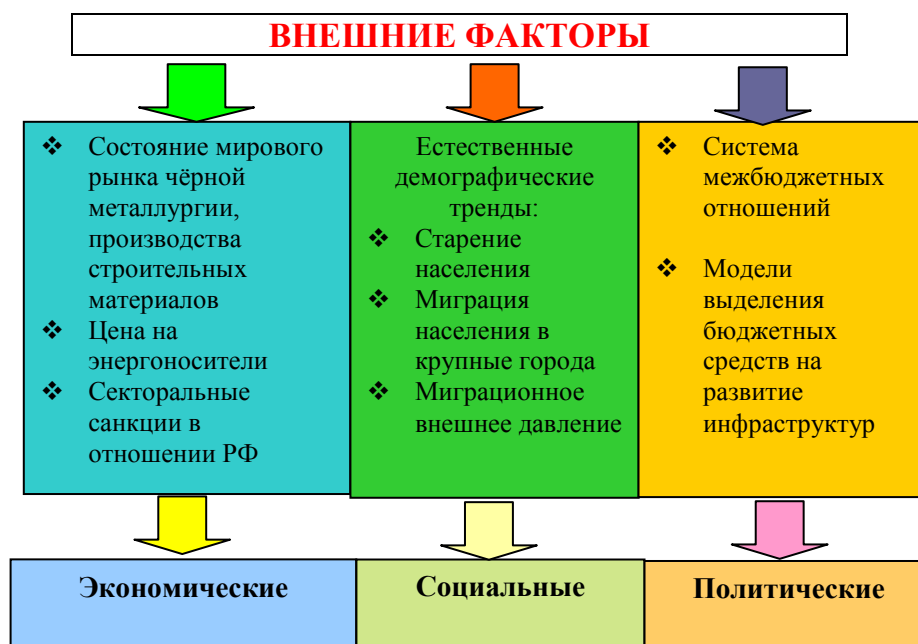 ВНЕШНИЕ ФАКТОРЫ
❖ Состояние мирового
рынка чёрной
металлургии,
производства
строительных
материалов
❖ Цена на
энергоносители
❖ Секторальные
санкции в
отношении РФ
Естественные
демографические
тренды:
❖ Старение
населения
❖ Миграция
населения в
крупные города
❖ Миграционное
внешнее давление
❖ Система
межбюджетных
отношений
❖ Модели
выделения
бюджетных
средств на
развитие
инфраструктур
Экономические
Социальные
Политические